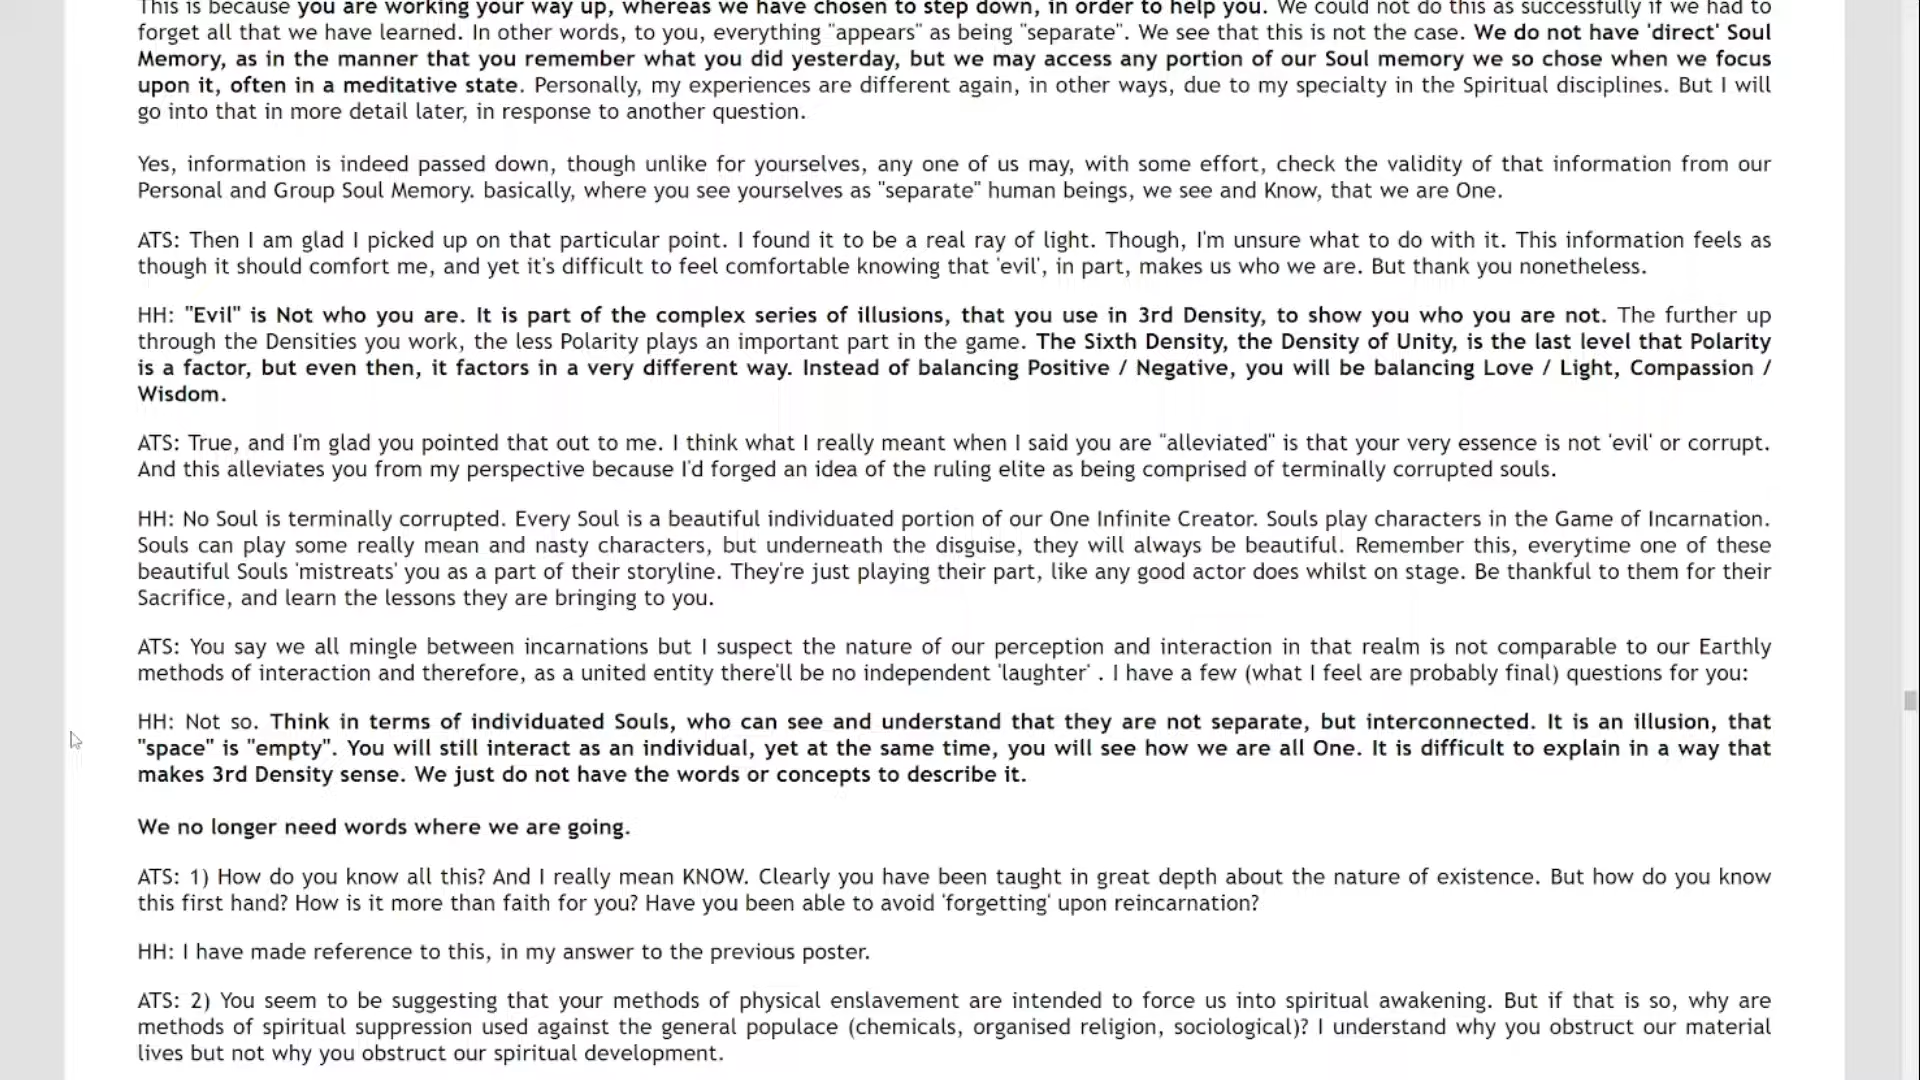 This is because you are working your way up, whereas we have chosen to step down, in order to help you. We could not do this as successfully if we had to
forget all that we have learned. In other words, to you, everything "appears" as being "separate". We see that this is not the case. We do not have 'direct' Soul
Memory, as in the manner that you remember what you did yesterday, but we may access any portion of our Soul memory we so chose when we focus
upon it, often in a meditative state. Personally, my experiences are different again, in other ways, due to my specialty in the Spiritual disciplines. But I will
go into that in more detail later, in response to another question.
Yes, information is indeed passed down, though unlike for yourselves, any one of us may, with some effort, check the validity of that information from our
Personal and Group Soul Memory. basically, where you see yourselves as "separate" human beings, we see and Know, that we are One.
ATS: Then I am glad I picked up on that particular point. I found it to be a real ray of light. Though, I'm unsure what to do with it. This information feels as
though it should comfort me, and yet it's difficult to feel comfortable knowing that 'evil', in part, makes us who we are. But thank you nonetheless.
HH: "Evil" is Not who you are. It is part of the complex series of illusions, that you use in 3rd Density, to show you who you are not. The further up
through the Densities you work, the less Polarity plays an important part in the game. The Sixth Density, the Density of Unity, is the last level that Polarity
is a factor, but even then, it factors in a very different way. Instead of balancing Positive / Negative, you will be balancing Love / Light, Compassion /
Wisdom.
ATS: True, and I'm glad you pointed that out to me. I think what I really meant when I said you are "alleviated" is that your very essence is not 'evil' or corrupt.
And this alleviates you from my perspective because I'd forged an idea of the ruling elite as being comprised of terminally corrupted souls.
HH: No Soul is terminally corrupted. Every Soul is a beautiful individuated portion of our One Infinite Creator. Souls play characters in the Game of Incarnation.
Souls can play some really mean and nasty characters, but underneath the disguise, they will always be beautiful. Remember this, everytime one of these
beautiful Souls 'mistreats' you as a part of their storyline. They're just playing their part, like any good actor does whilst on stage. Be thankful to them for their
Sacrifice, and learn the lessons they are bringing to you.
ATS: You say we all mingle between incarnations but I suspect the nature of our perception and interaction in that realm is not comparable to our Earthly
methods of interaction and therefore, as a united entity there'll be no independent 'laughter' . I have a few (what I feel are probably final) questions for you:
HH: Not so. Think in terms of individuated Souls, who can see and understand that they are not separate, but interconnected. It is an illusion, that
"space" is "empty". You will still interact as an individual, yet at the same time, you will see how we are all One. It is difficult to explain in a way that
makes 3rd Density sense. We just do not have the words or concepts to describe it.
We no longer need words where we are going.
ATS: 1) How do you know all this? And I really mean KNOW. Clearly you have been taught in great depth about the nature of existence. But how do you know
this first hand? How is it more than faith for you? Have you been able to avoid 'forgetting' upon reincarnation?
HH: I have made reference to this, in my answer to the previous poster.
ATS: 2) You seem to be suggesting that your methods of physical enslavement are intended to force us into spiritual awakening. But if that is so, why are
methods of spiritual suppression used against the general populace (chemicals, organised religion, sociological)? I understand why you obstruct our material
lives but not why you obstruct our spiritual development.